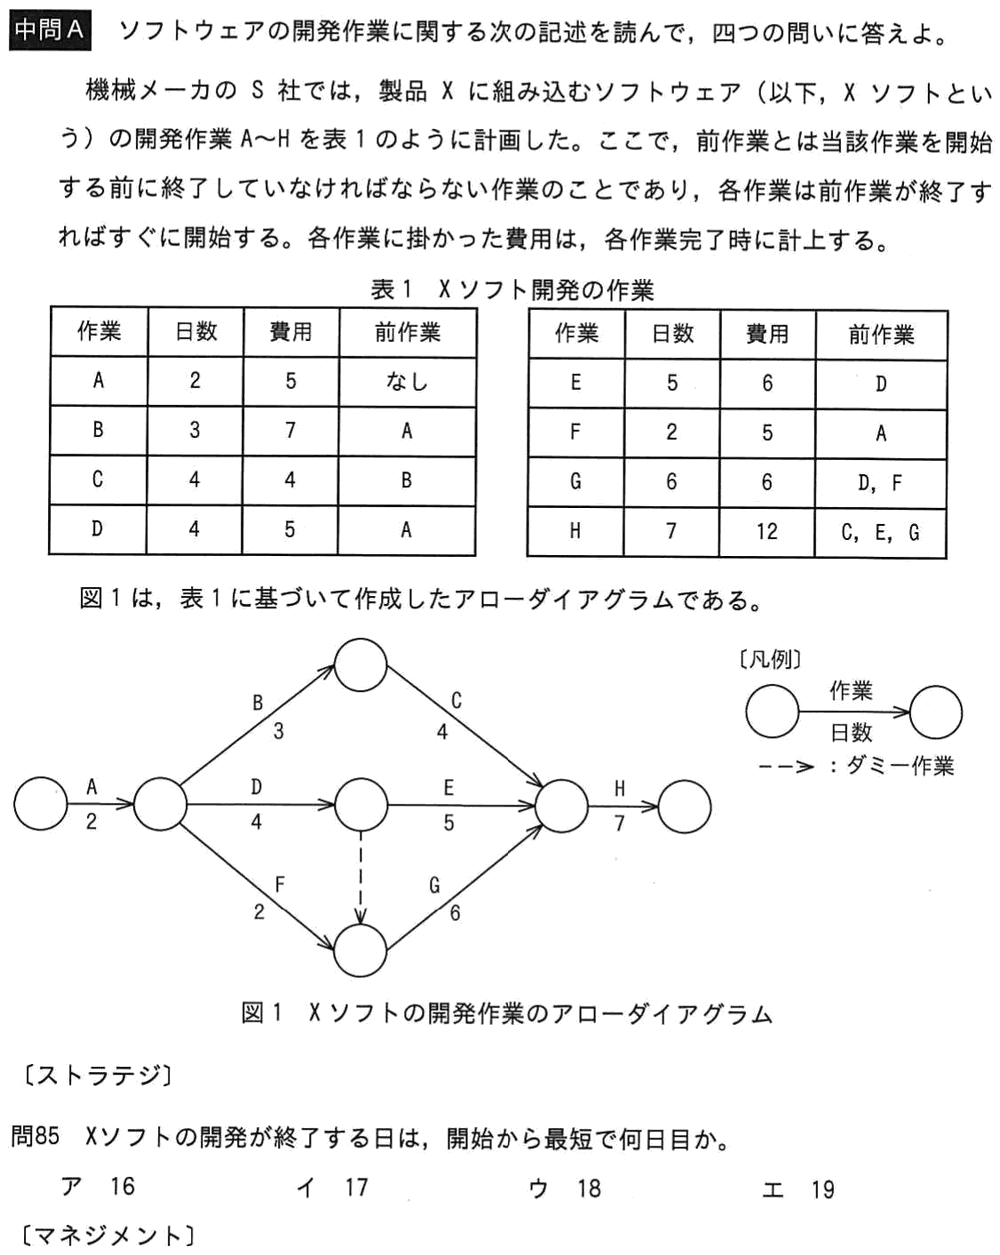 中問A ソフトウェアの開発作業に関する次の記述を読んで，四つの問いに答えよ。
機械メーカの S 社では，製品 X に組み込むソフトウェア（以下，X ソフトとい
う）の開発作業 A～H を表 1 のように計画した。ここで，前作業とは当該作業を開始
する前に終了していなければならない作業のことであり，各作業は前作業が終了す
ればすぐに開始する。各作業に掛かった費用は，各作業完了時に計上する。
表 1 X ソフト開発の作業
作業 日数 費用 前作業
A 2 5 なし
B 3 7 A
C 4 4 B
D 4 5 A
作業 日数 費用 前作業
E 5 6 D
F 2 5 A
G 6 6 D, F
H 7 12 C, E, G
図 1 は，表 1 に基づいて作成したアローダイアグラムである。
〔凡例〕
作業
日数
：ダミー作業
B
3
C
4
A
2
D
4
E
5
H
7
F
2
G
6
図 1 X ソフトの開発作業のアローダイアグラム
〔ストラテジ〕
問85 Xソフトの開発が終了する日は，開始から最短で何日目か。
ア 16 イ 17 ウ 18 エ 19
〔マネジメント〕